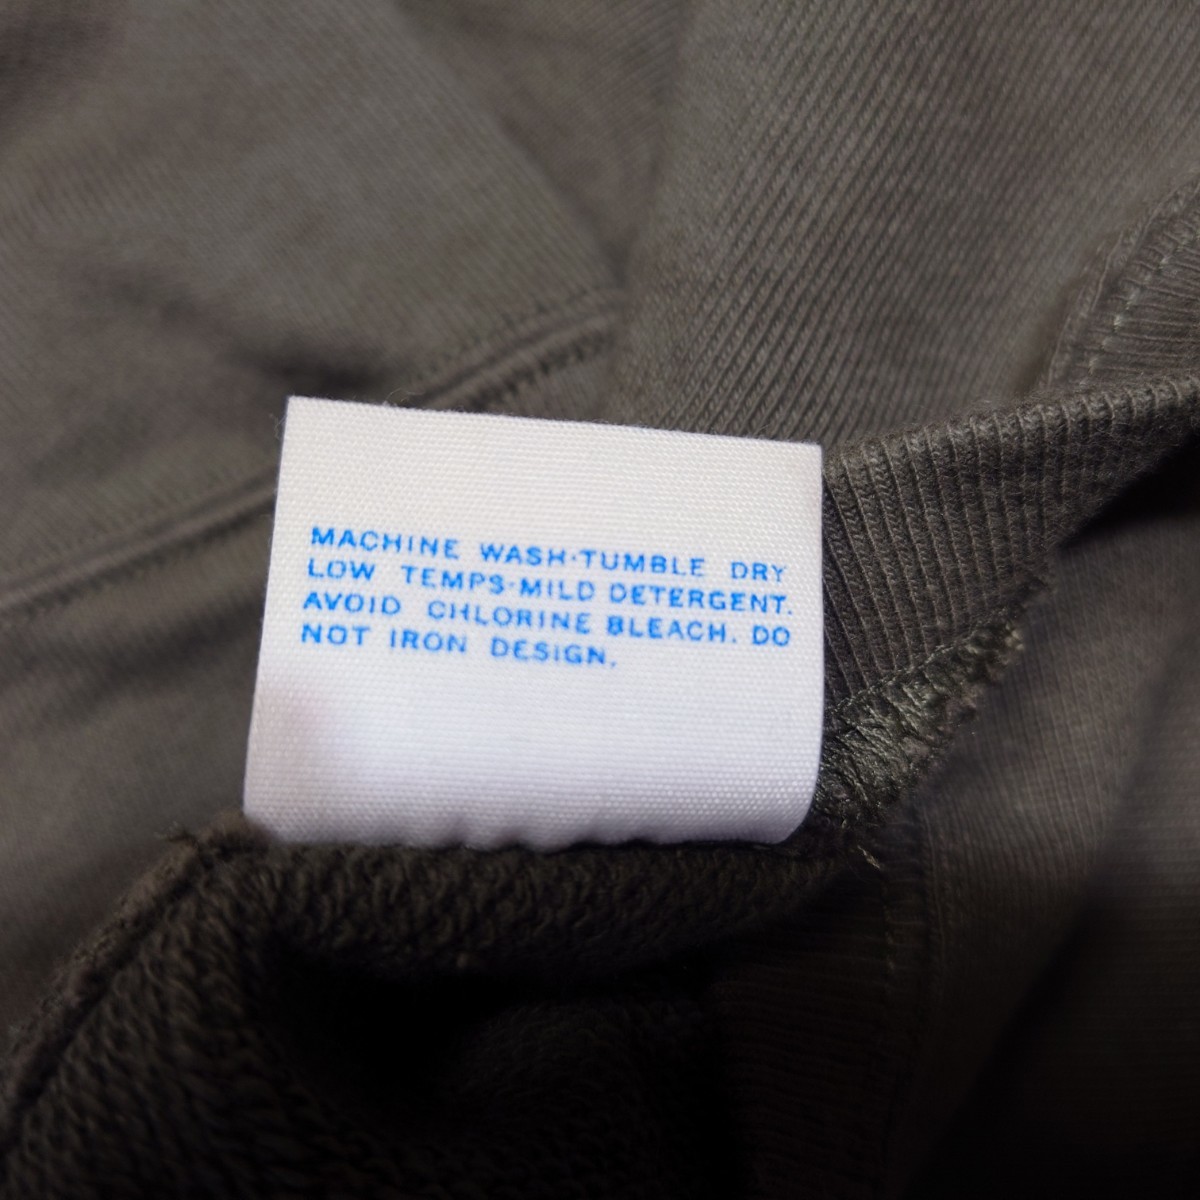 MACHINE WASH·TUMBLE DRY
LOW TEMPS·MILD DETERGENT.
AVOID CHLORINE BLEACH. DO
NOT IRON DESIGN.